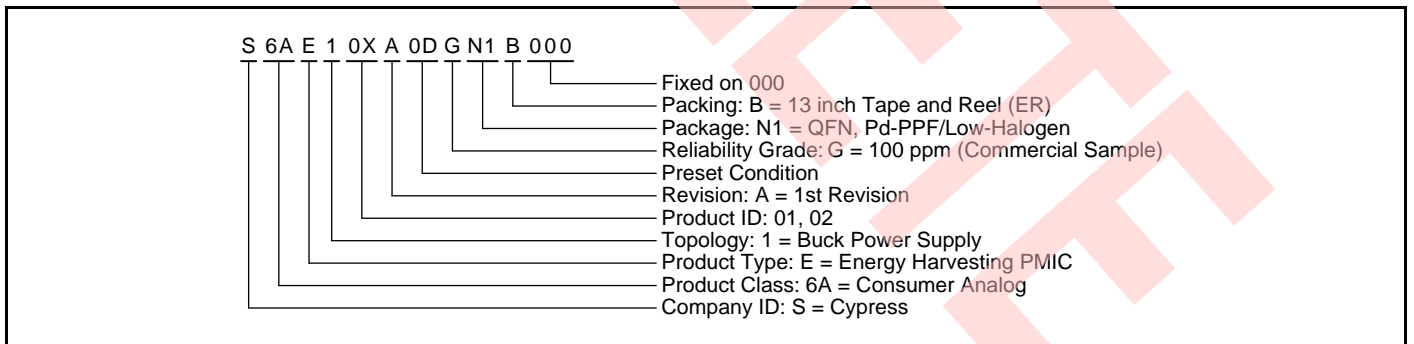 S 6A E 1 0X A 0D G N1 B 000
Fixed on 000
Packing: B = 13 inch Tape and Reel (ER)
Package: N1 = QFN, Pd-PPF/Low-Halogen
Reliability Grade: G = 100 ppm (Commercial Sample)
Preset Condition
Revision: A = 1st Revision
Product ID: 01, 02
Topology: 1 = Buck Power Supply
Product Type: E = Energy Harvesting PMIC
Product Class: 6A = Consumer Analog
Company ID: S = Cypress